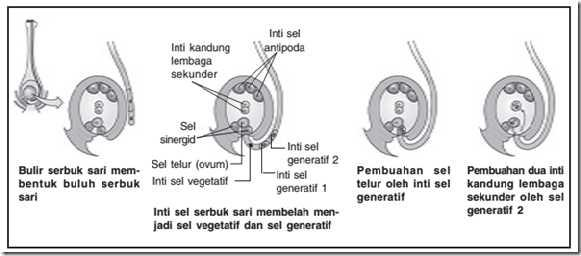 Inti kandung
lembaga
sekunder
Inti sel
antipoda
Sel
sinergid
Sel telur (ovum)
Inti sel vegetatif
Inti sel
generatif 2
inti sel
generatif 1
Bulir serbuk sari mem-
bentuk buluh serbuk
sari
Inti sel serbuk sari membelah men-
jadi sel vegetatif dan sel generatif
Pembuahan sel
telur oleh inti sel
generatif
Pembuahan dua inti
kandung lembaga
sekunder oleh sel
generatif 2